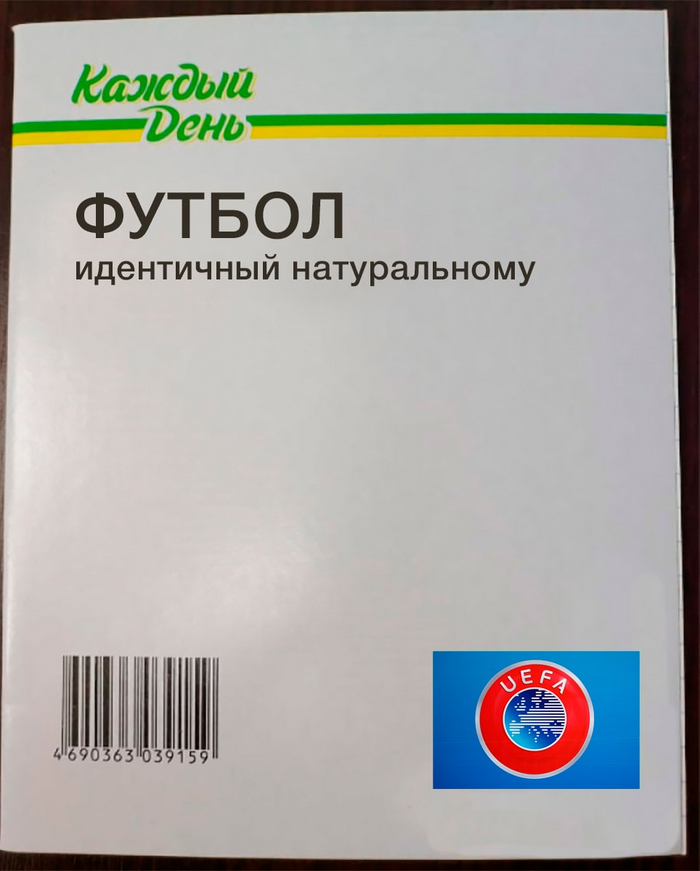 Каждый
День
ФУТБОЛ
идентичный натуральному
4 690363 039159
UEFA